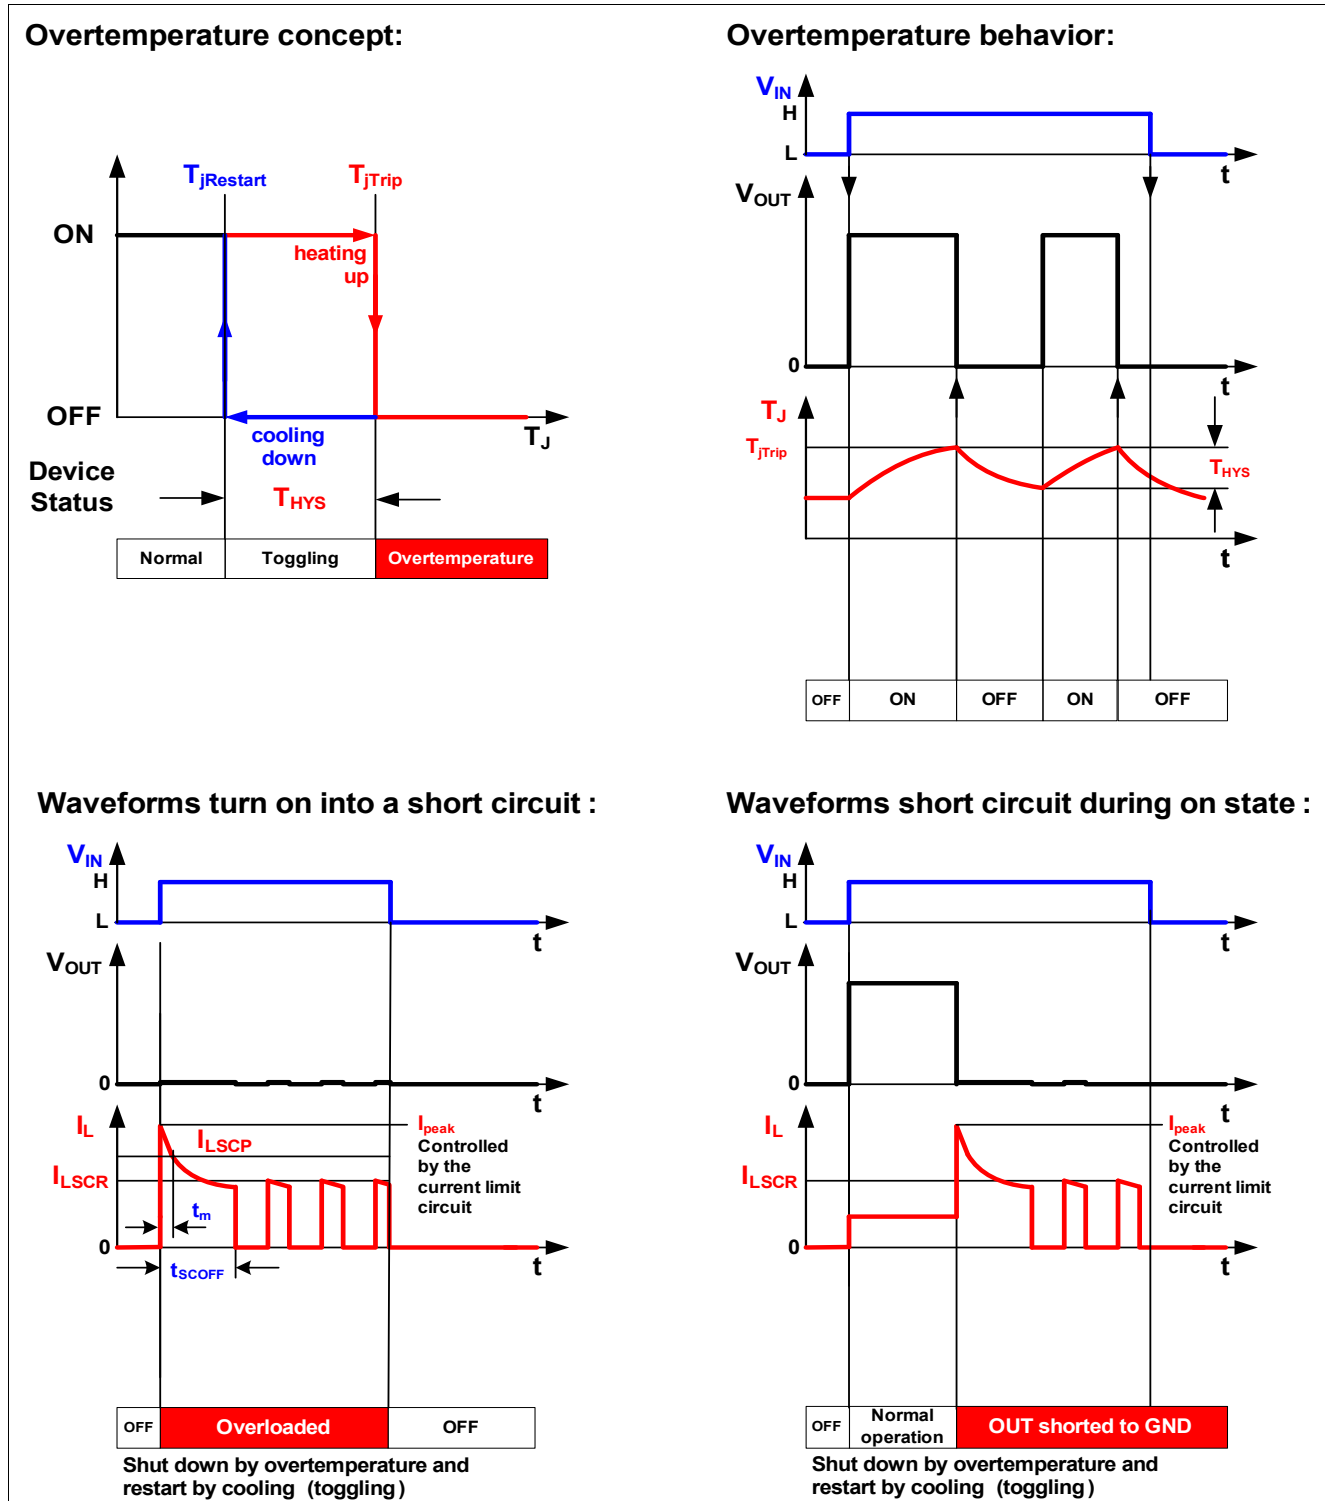 Overtemperature concept:
TjRestart
TjTrip
ON
heating
up
OFF
cooling
down
TJ
Device
Status
THYS
Normal
Toggling
Overtemperature
Overtemperature behavior:
VIN
H
L
t
VOUT
0
t
TJ
TjTrip
THYS
t
OFF
ON
OFF
ON
OFF
Waveforms turn on into a short circuit :
VIN
H
L
t
VOUT
0
t
IL
Ipeak
ILSCP
Controlled
by the
current limit
circuit
ILSCR
tm
0
t
tSCOFF
OFF
Overloaded
OFF
Shut down by overtemperature and
restart by cooling (toggling)
Waveforms short circuit during on state :
VIN
H
L
t
VOUT
0
t
IL
Ipeak
Controlled
by the
current limit
circuit
ILSCR
0
t
OFF
Normal
operation
OUT shorted to GND
Shut down by overtemperature and
restart by cooling (toggling)